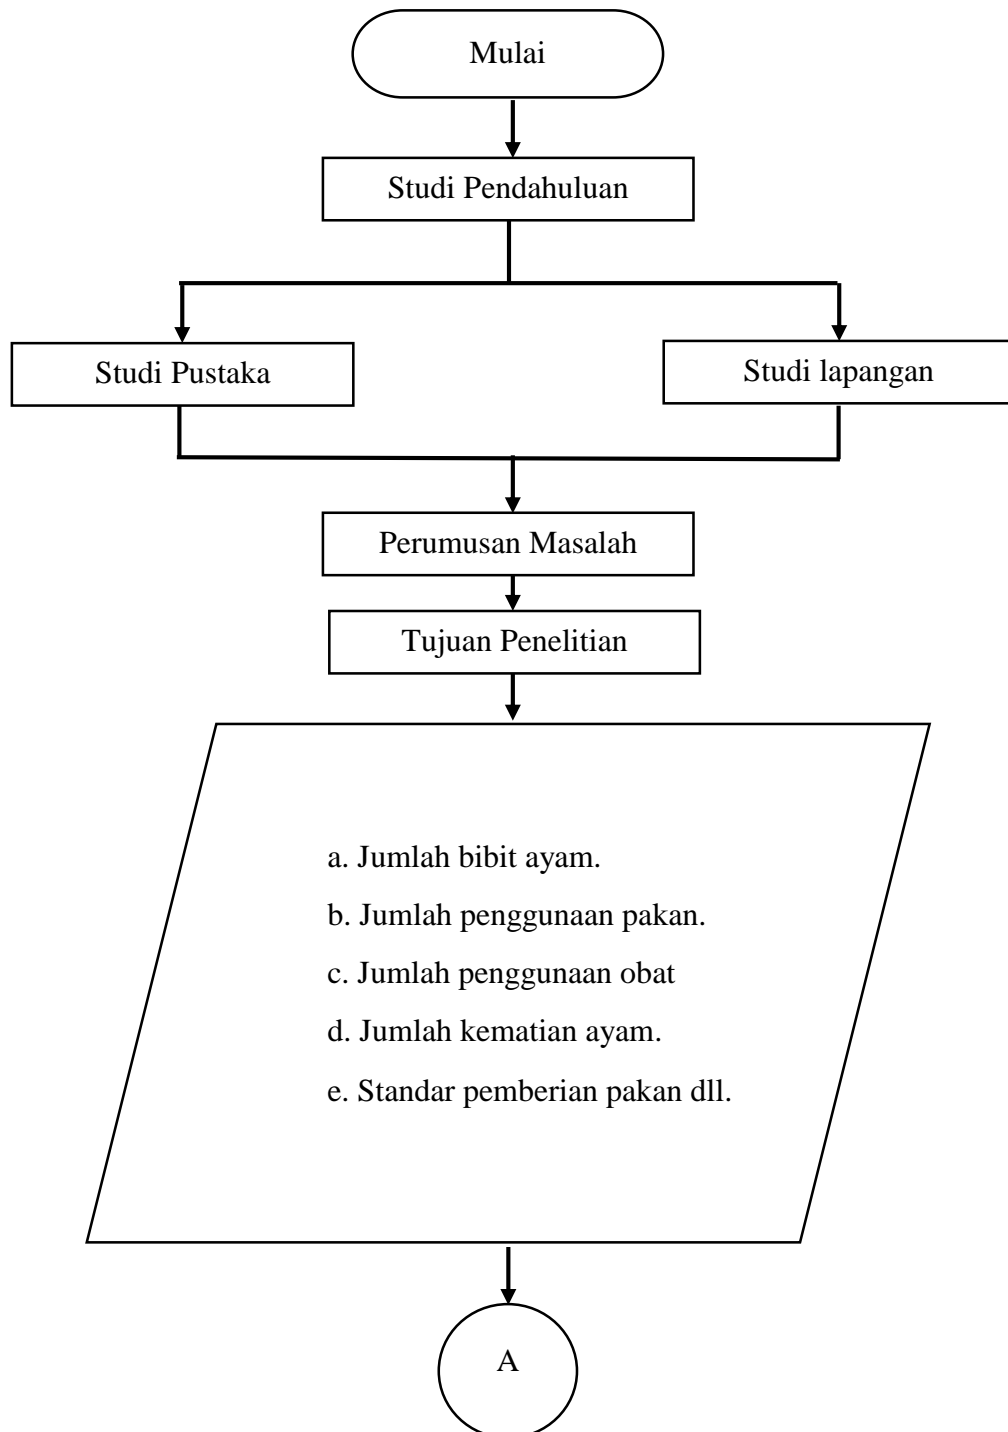 Mulai
Studi Pendahuluan
Studi Pustaka
Studi lapangan
Perumusan Masalah
Tujuan Penelitian
a. Jumlah bibit ayam.
b. Jumlah penggunaan pakan.
c. Jumlah penggunaan obat
d. Jumlah kematian ayam.
e. Standar pemberian pakan dll.
A